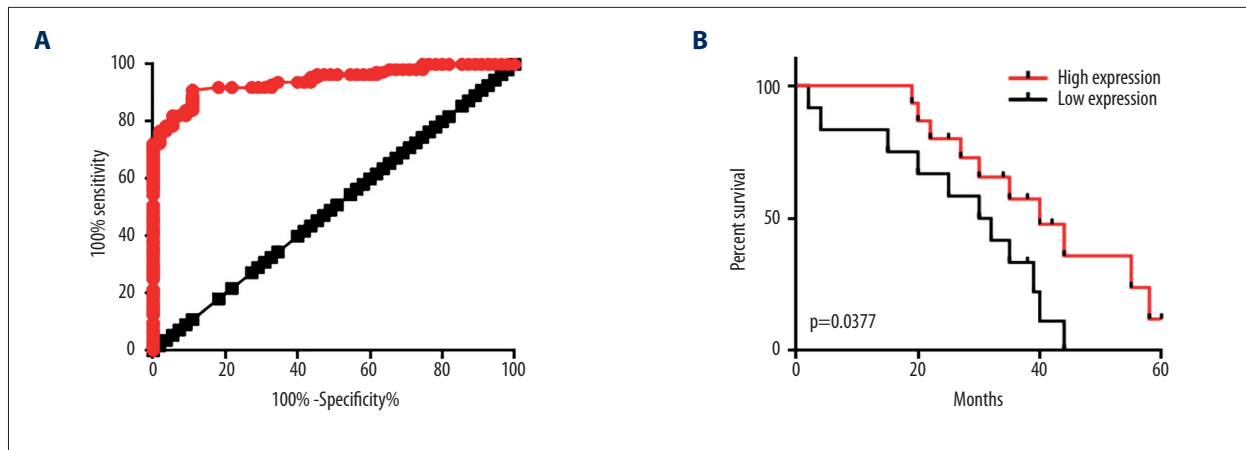 A
100% sensitivity
100
80
60
40
20
0
0 20 40 60 80 100
100% -Specificity%
B
Percent survival
100
50
0
High expression
Low expression
p=0.0377
0 20 40 60
Months